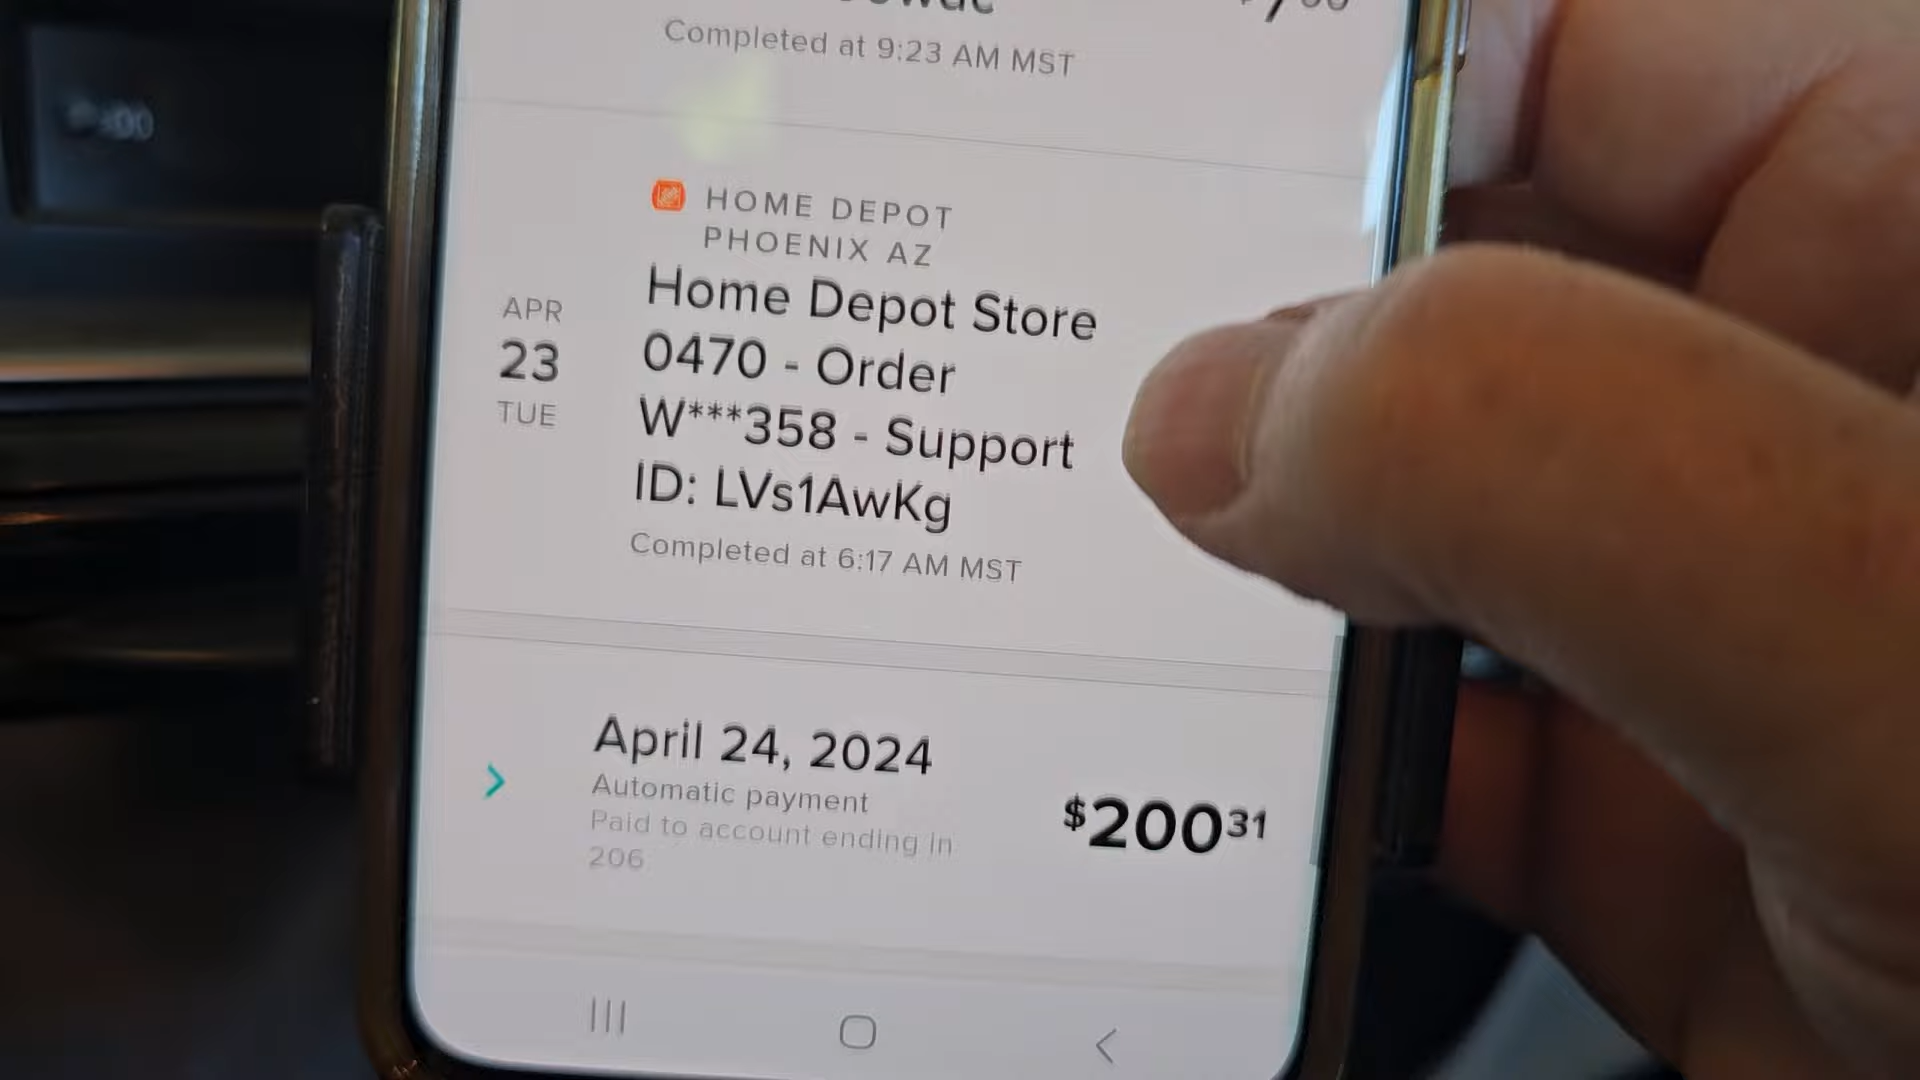 Completed at 9:23 AM MST
HOME DEPOT
PHOENIX AZ
Home Depot Store
0470 - Order
W***358 - Support
ID: LVs1AwKg
Completed at 6:17 AM MST
APR
23
TUE
April 24, 2024
Automatic payment
Paid to account ending in
206
$20031